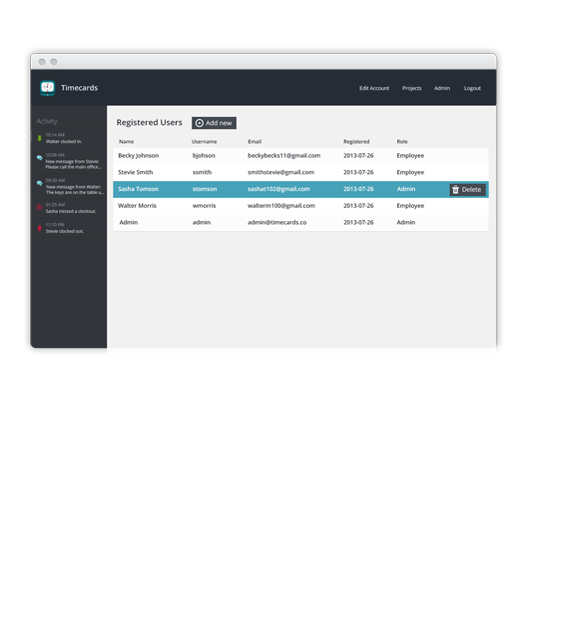 Timecards
Edit Account Projects Admin Logout
Activity
10:14 AM
Walter clocked in.
10:08 AM
New message from Stevie:
Please call the main office...
09:30 AM
New message from Walter:
The keys are on the table u...
01:25 AM
Sasha missed a clockout.
11:10 PM
Stevie clocked out.
Registered Users Add new
Name Username Email Registered Role
Becky Johnson bjohson beckybecks11@gmail.com 2013-07-26 Employee
Stevie Smith ssmith smithstevie@gmail.com 2013-07-26 Employee
Sasha Tomson stomson sashat102@gmail.com 2013-07-26 Admin Delete
Walter Morris wmorris walterm100@gmail.com 2013-07-26 Employee
Admin admin admin@timecards.co 2013-07-26 Admin